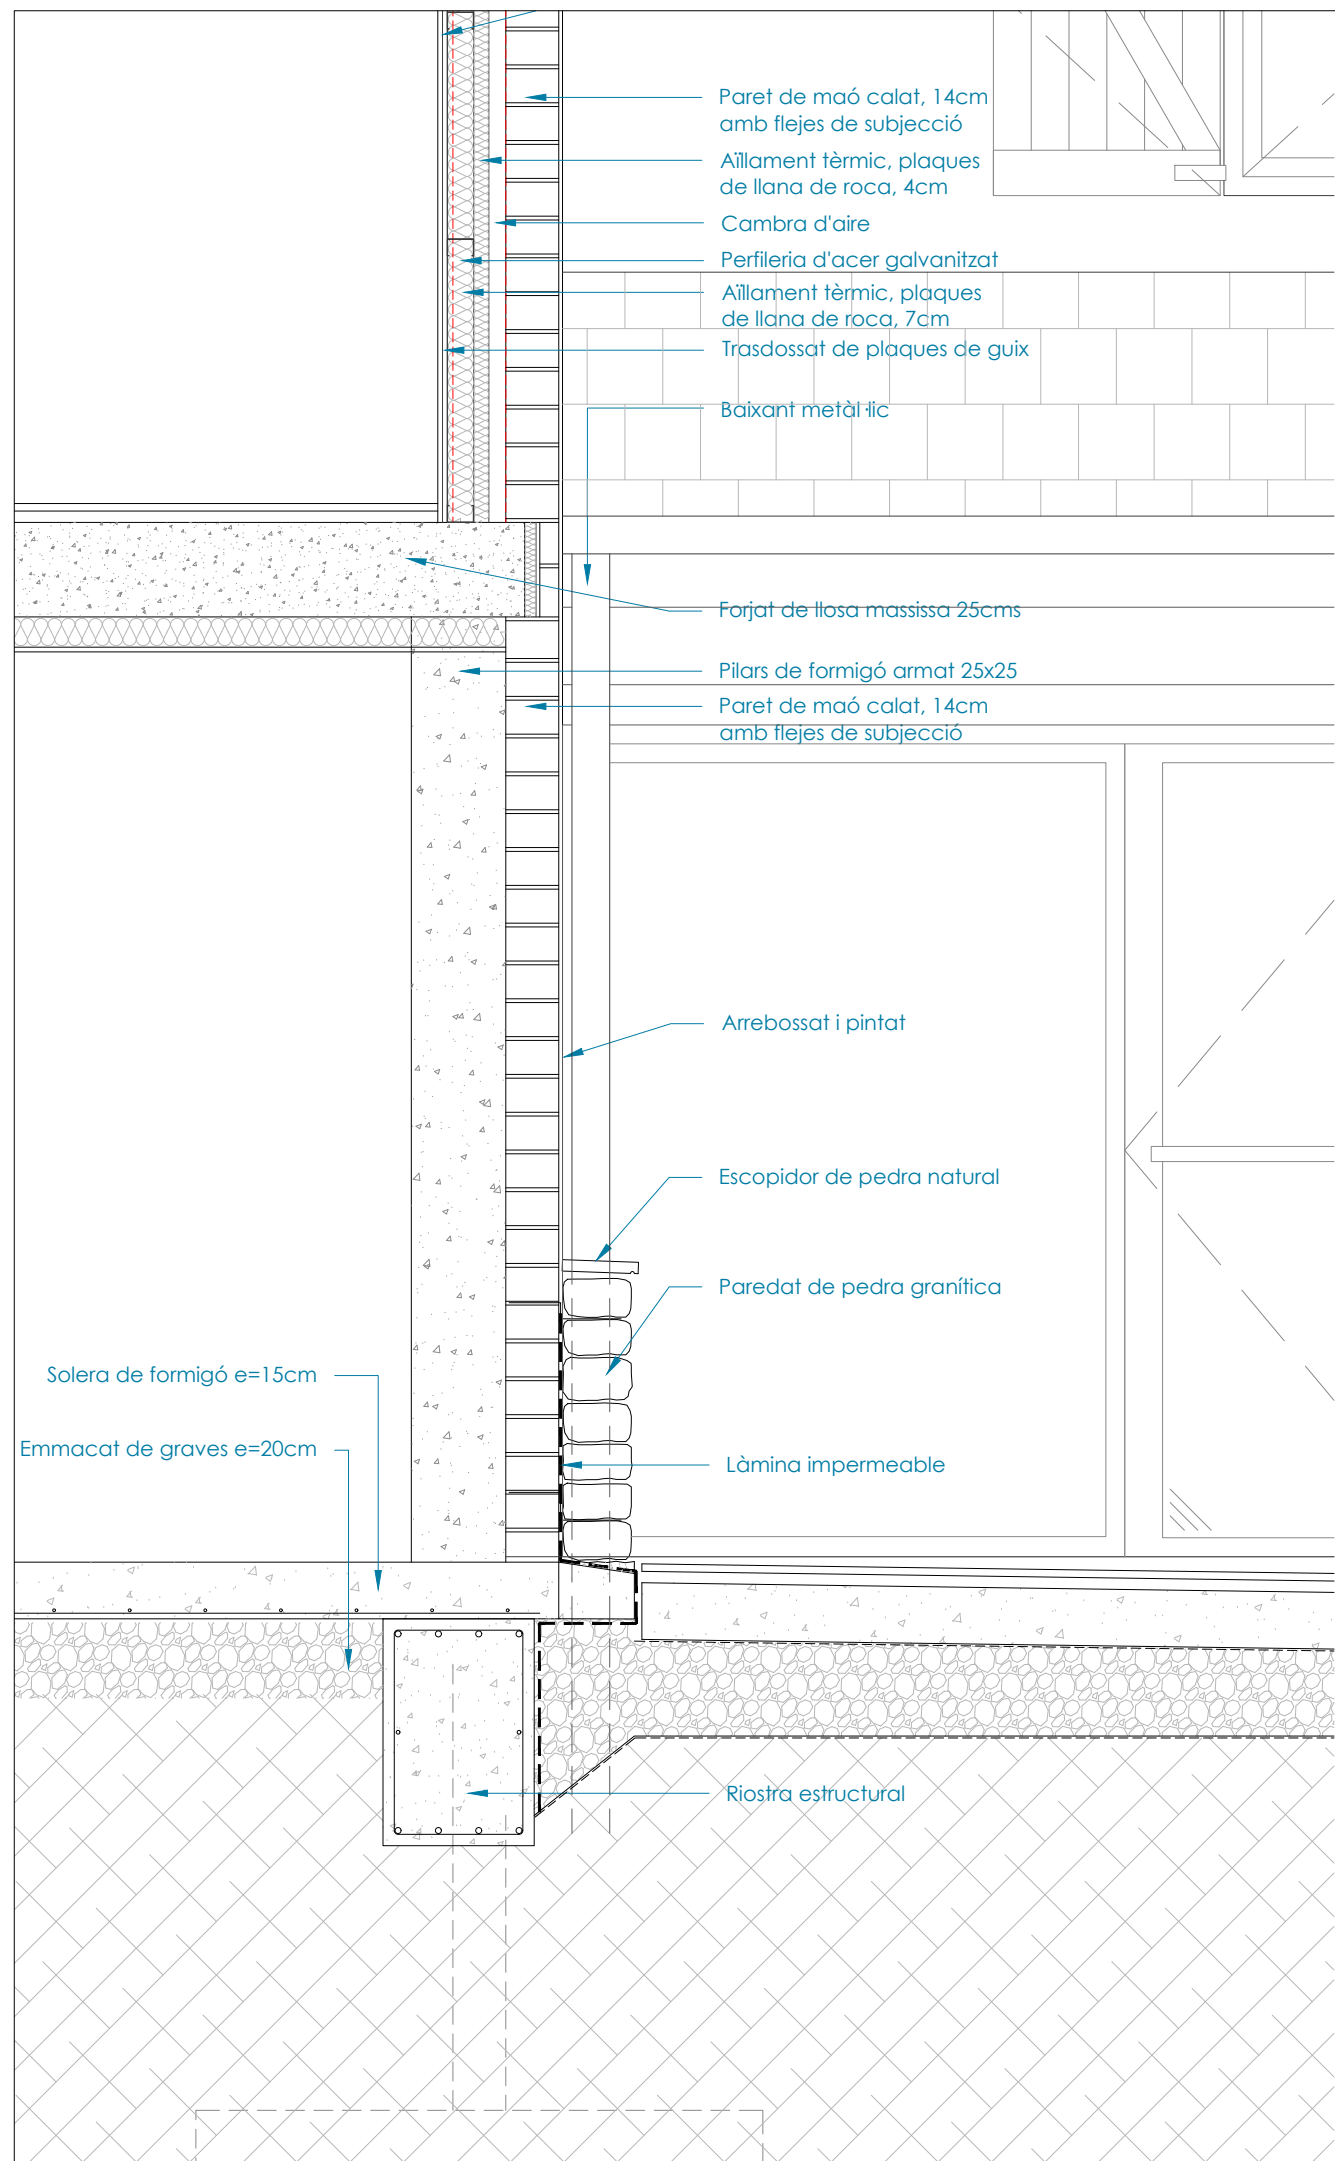 Paret de maó calat, 14cm
amb flejes de subjecció
Aïllament tèrmic, plaques
de llana de roca, 4cm
Cambra d'aire
Perfileria d'acer galvanitzat
Aïllament tèrmic, plaques
de llana de roca, 7cm
Trasdossat de plaques de guix
Baixant metàl·lic
Forjat de llosa massissa 25cms
Pilars de formigó armat 25x25
Paret de maó calat, 14cm
amb flejes de subjecció
Arrebossat i pintat
Escopidor de pedra natural
Paredat de pedra granítica
Solera de formigó e=15cm
Emmacat de graves e=20cm
Làmina impermeable
Riostra estructural